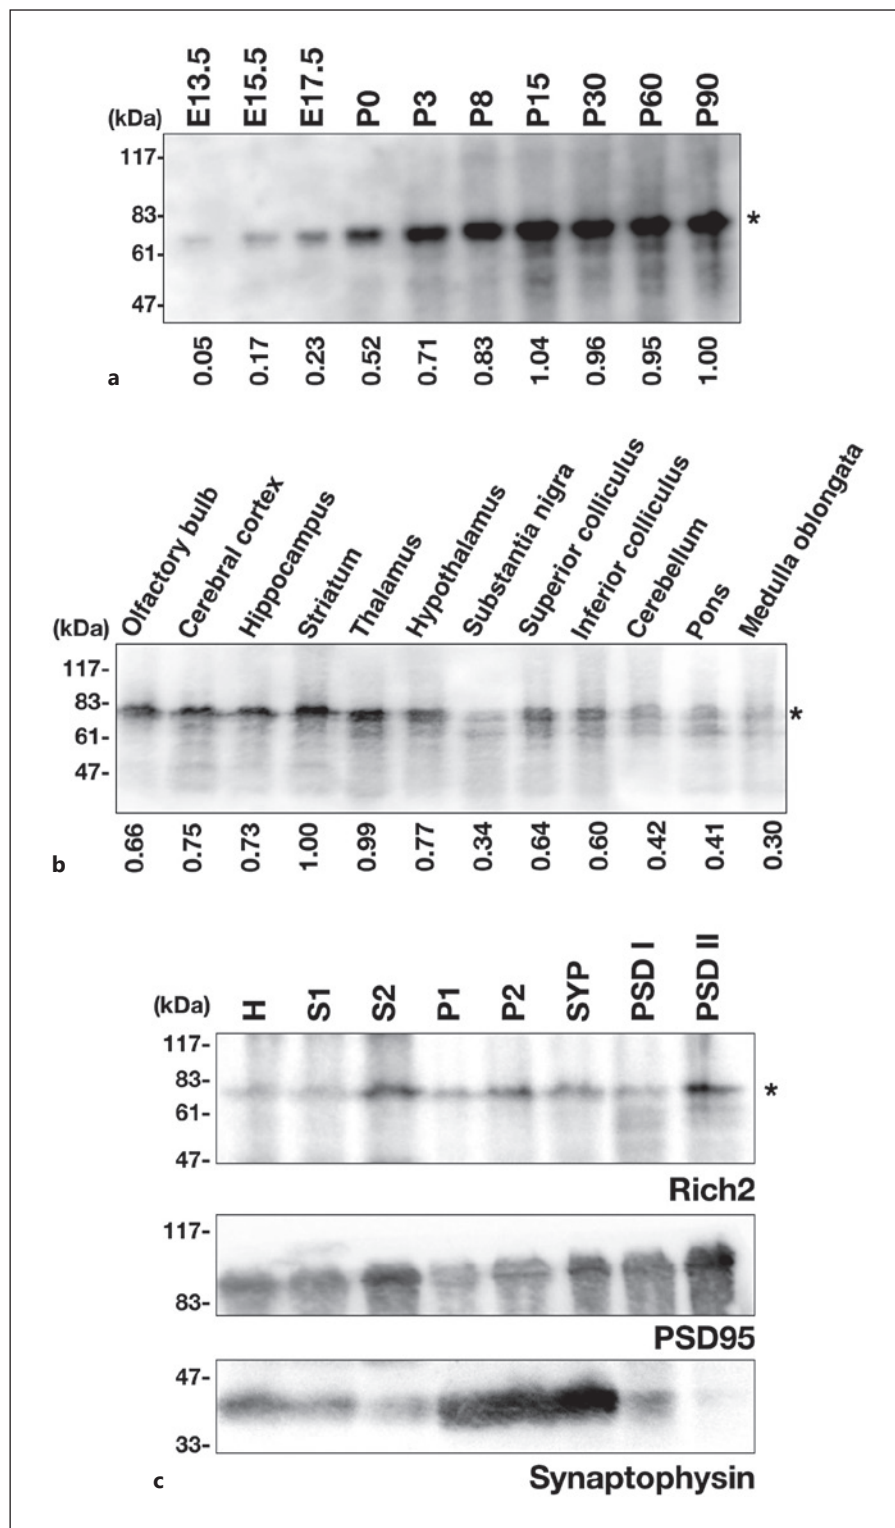 E13.5 E15.5 E17.5 P0 P3 P8 P15 P30 P60 P90
(kDa)
117-
83- *
61-
47-
0.05 0.17 0.23 0.52 0.71 0.83 1.04 0.96 0.95 1.00
a
Olfactory bulb Cerebral cortex Hippocampus Striatum Thalamus Hypothalamus Substantia nigra Superior colliculus Inferior colliculus Cerebellum Pons Medulla oblongata
(kDa)
117-
83-
*
61-
47-
0.66 0.75 0.73 1.00 0.99 0.77 0.34 0.64 0.60 0.42 0.41 0.30
b
(kDa) H S1 S2 P1 P2 SYP PSD I PSD II
117-
83- *
61-
47-
Rich2
117-
83-
PSD95
47-
33-
c Synaptophysin